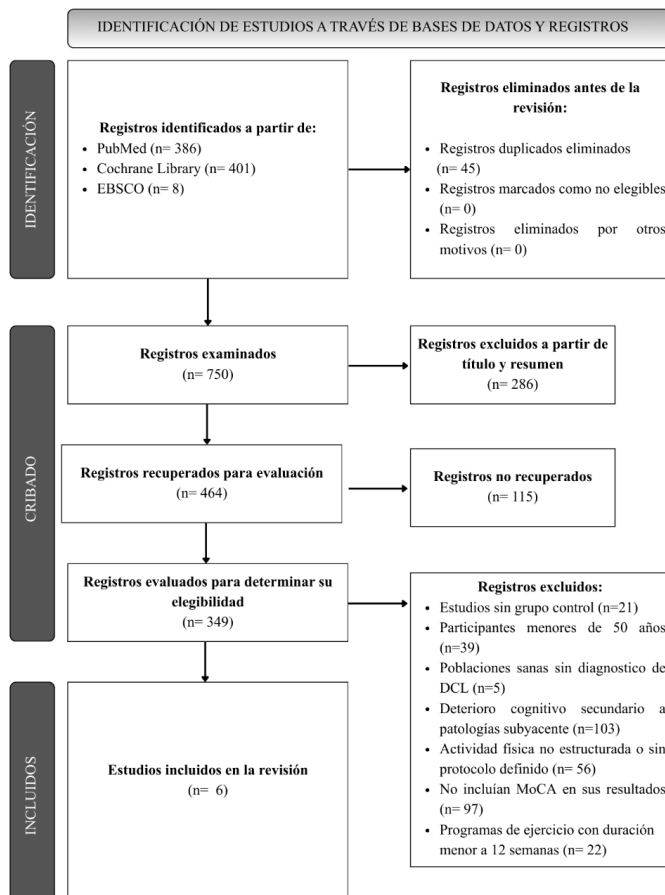 IDENTIFICACIÓN DE ESTUDIOS A TRAVÉS DE BASES DE DATOS Y REGISTROS
IDENTIFICACIÓN
Registros identificados a partir de:
• PubMed (n= 386)
• Cochrane Library (n= 401)
• EBSCO (n= 8)
Registros eliminados antes de la
revisión:
• Registros duplicados eliminados
(n= 45)
• Registros marcados como no elegibles
(n= 0)
• Registros eliminados por otros
motivos (n= 0)
CRIBADO
Registros examinados
(n= 750)
Registros excluidos a partir de
título y resumen
(n= 286)
Registros recuperados para evaluación
(n= 464)
Registros no recuperados
(n= 115)
Registros evaluados para determinar su
elegibilidad
(n= 349)
Registros excluidos:
• Estudios sin grupo control (n=21)
• Participantes menores de 50 años
(n=39)
• Poblaciones sanas sin diagnostico de
DCL (n=5)
• Deterioro cognitivo secundario a
patologías subyacente (n=103)
• Actividad física no estructurada o sin
protocolo definido (n= 56)
• No incluían MoCA en sus resultados
(n= 97)
• Programas de ejercicio con duración
menor a 12 semanas (n= 22)
INCLUIDOS
Estudios incluidos en la revisión
(n= 6)